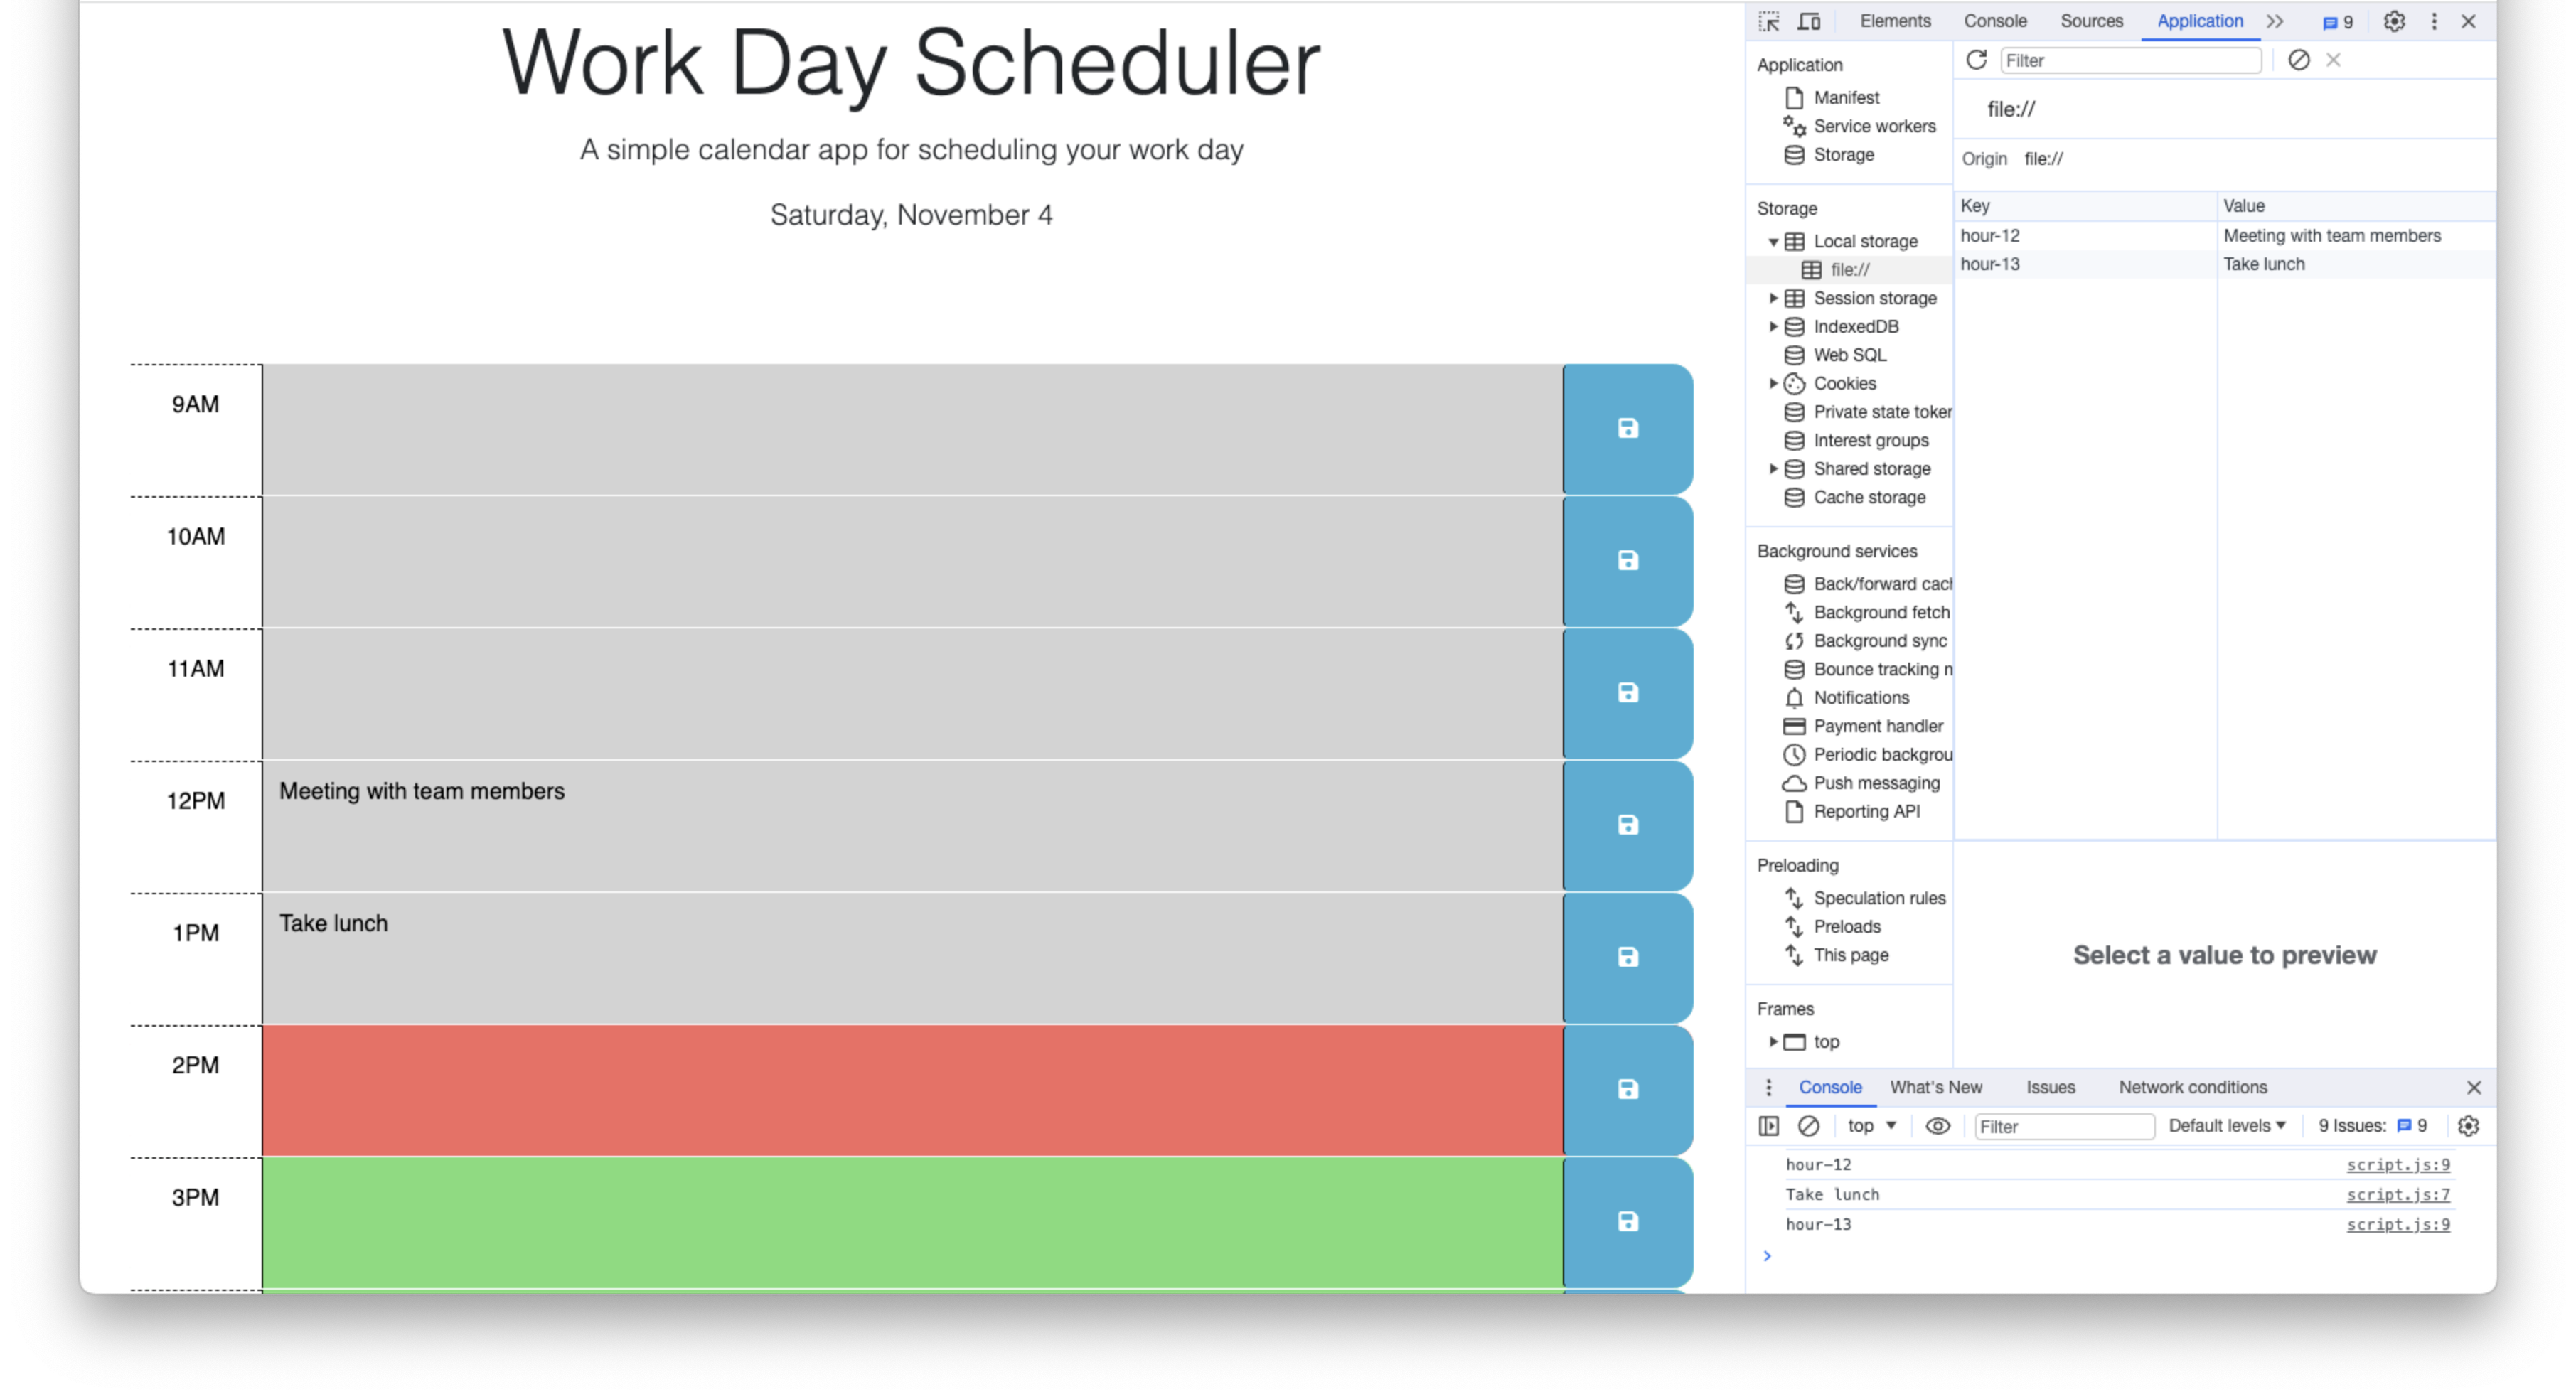 Work Day Scheduler
A simple calendar app for scheduling your work day
Saturday, November 4
9AM
10AM
11AM
12PM Meeting with team members
1PM Take lunch
2PM
3PM
Elements Console Sources Application 9
Application
Manifest
Service workers
Storage
Storage
Local storage
file://
Session storage
IndexedDB
Web SQL
Cookies
Private state token
Interest groups
Shared storage
Cache storage
Background services
Back/forward cach
Background fetch
Background sync
Bounce tracking m
Notifications
Payment handler
Periodic backgrou
Push messaging
Reporting API
Preloading
Speculation rules
Preloads
This page
Frames
top
Filter
file://
Origin file://
Key Value
hour-12 Meeting with team members
hour-13 Take lunch
Select a value to preview
Console What's New Issues Network conditions
top Filter Default levels 9 Issues: 9
hour-12 script.js:9
Take lunch script.js:7
hour-13 script.js:9